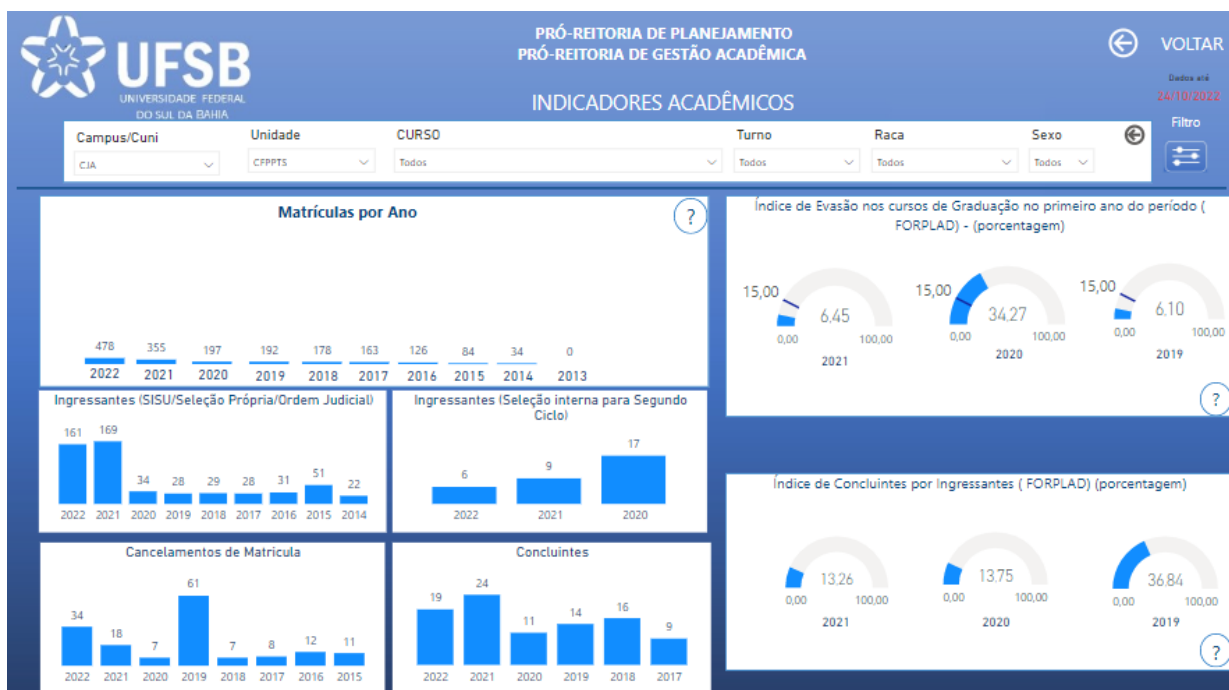 UFSB
UNIVERSIDADE FEDERAL
DO SUL DA BAHIA
PRÓ-REITORIA DE PLANEJAMENTO
PRÓ-REITORIA DE GESTÃO ACADÊMICA
INDICADORES ACADÊMICOS
VOLTAR
Dados até
24/10/2022
Filtro
Campus/Cuni Unidade CURSO Turno Raca Sexo
CJA CFPPTS Todos Todos Todos Todos
Matrículas por Ano
?
478 355 197 192 178 163 126 84 34 0
2022 2021 2020 2019 2018 2017 2016 2015 2014 2013
Índice de Evasão nos cursos de Graduação no primeiro ano do período (
FORPLAD) - (porcentagem)
15,00 6,45 0,00 100,00 2021
15,00 34,27 0,00 100,00 2020
15,00 6,10 0,00 100,00 2019
?
Ingressantes (SISU/Seleção Própria/Ordem Judicial)
161 169 34 28 29 28 31 51 22
2022 2021 2020 2019 2018 2017 2016 2015 2014
Ingressantes (Seleção interna para Segundo
Ciclo)
6 9 17
2022 2021 2020
Índice de Concluintes por Ingressantes ( FORPLAD) (porcentagem)
13,26 0,00 100,00 2021
13,75 0,00 100,00 2020
36,84 0,00 100,00 2019
?
Cancelamentos de Matricula
34 18 7 61 7 8 12 11
2022 2021 2020 2019 2018 2017 2016 2015
Concluintes
19 24 11 14 16 9
2022 2021 2020 2019 2018 2017